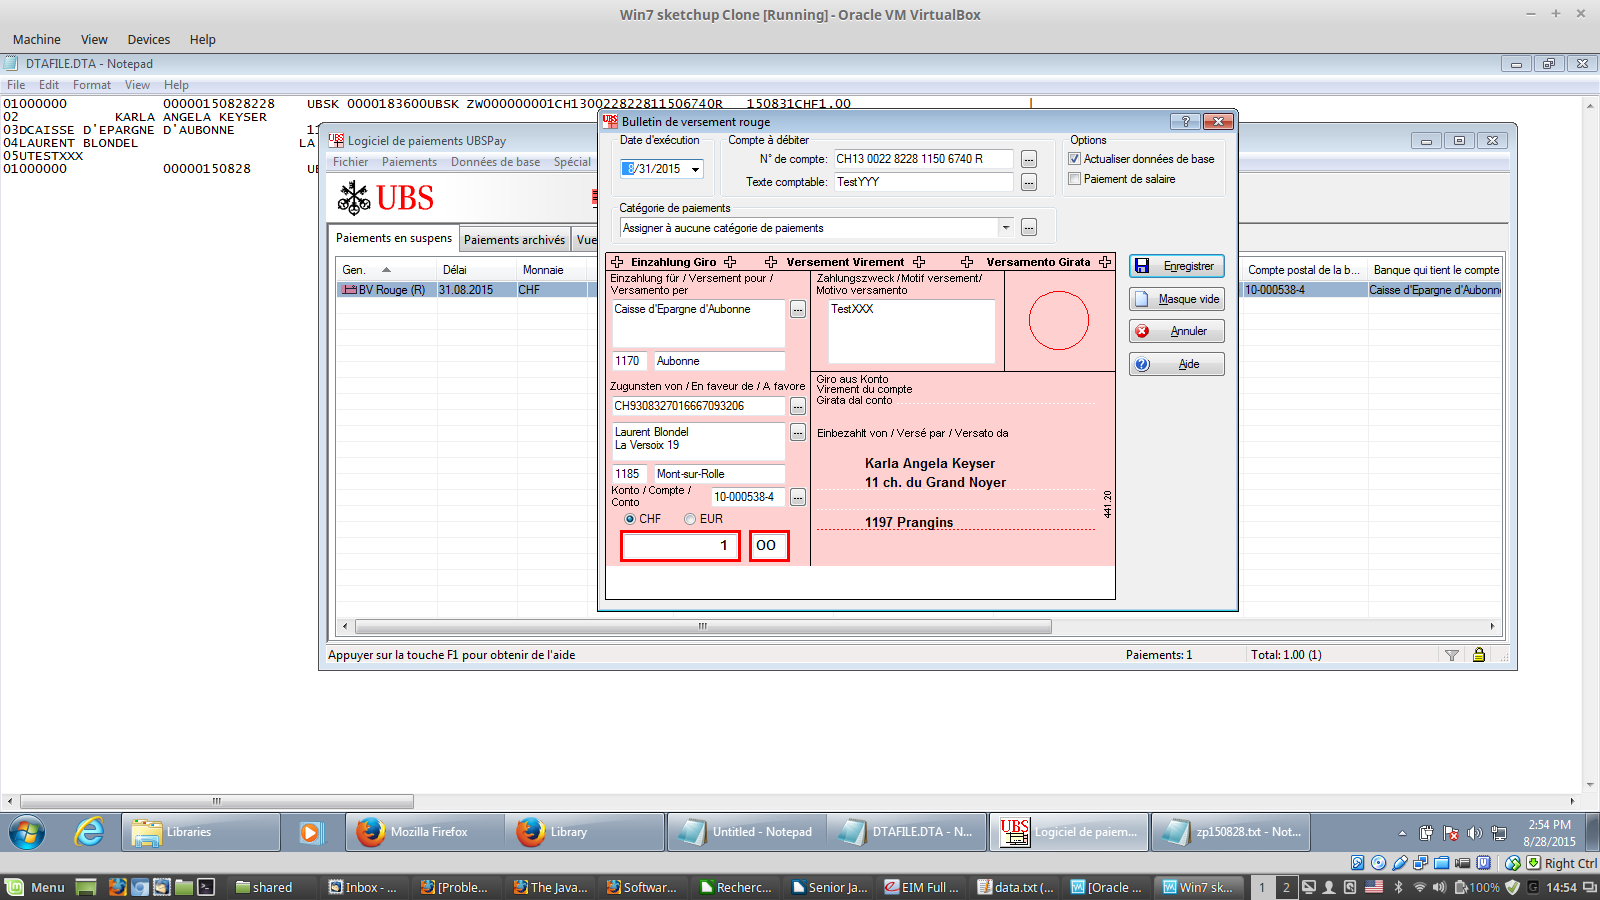 Win7 sketchup Clone [Running] - Oracle VM VirtualBox
Machine View Devices Help
DTAFILE.DTA - Notepad
File Edit Format View Help
01000000 00000150828228 UBSK 0000183600UBSK ZW000000001CH130022822811506740R 150831CHF1.00
02 KARLA ANGELA KEYSER
03DCAISSE D'EPARGNE D'AUBONNE 11
04LAURENT BLONDEL LA
05UTESTXXX
01000000 00000150828 UB
Logiciel de paiements UBSPay
Fichier Paiements Données de base Spécial
UBS
Paiements en suspens Paiements archivés Vue
Gen. Délai Monnaie Compte postal de la b... Banque qui tient le compte
BV Rouge (R) 31.08.2015 CHF 10-000538-4 Caisse d'Epargne d'Aubonn
Appuyer sur la touche F1 pour obtenir de l'aide Paiements: 1 Total: 1.00 (1)
Bulletin de versement rouge
Date d'exécution
8/31/2015
Compte à débiter
N° de compte: CH13 0022 8228 1150 6740 R
Texte comptable: TestYYY
Options
Actualiser données de base
Paiement de salaire
Catégorie de paiements
Assigner à aucune catégorie de paiements
Enregistrer
Masque vide
Annuler
Aide
Einzahlung Giro Versement Virement Versamento Girata
Einzahlung für / Versement pour /
Versamento per
Caisse d'Epargne d'Aubonne
1170 Aubonne
Zugunsten von / En faveur de / A favore
CH9308327016667093206
Laurent Blondel
La Versoix 19
1185 Mont-sur-Rolle
Konto / Compte /
Conto
10-000538-4
CHF EUR
1 00
Zahlungszweck / Motif versement/
Motivo versamento
TestXXX
Giro aus Konto
Virement du compte
Girata dal conto
Einbezahlt von / Versé par / Versato da
Karla Angela Keyser
11 ch. du Grand Noyer
1197 Prangins
441.20
Libraries Mozilla Firefox Library Untitled - Notepad DTAFILE.DTA - N... UBS Logiciel de paiem... zp150828.txt - Not...
2:54 PM
8/28/2015
Right Ctrl
Menu shared Inbox - ... [Proble... The Java... Softwar... Recherc... Senior Ja... EIM Full ... data.txt (... [Oracle ... Win7 sk... 1 2 100% 14:54